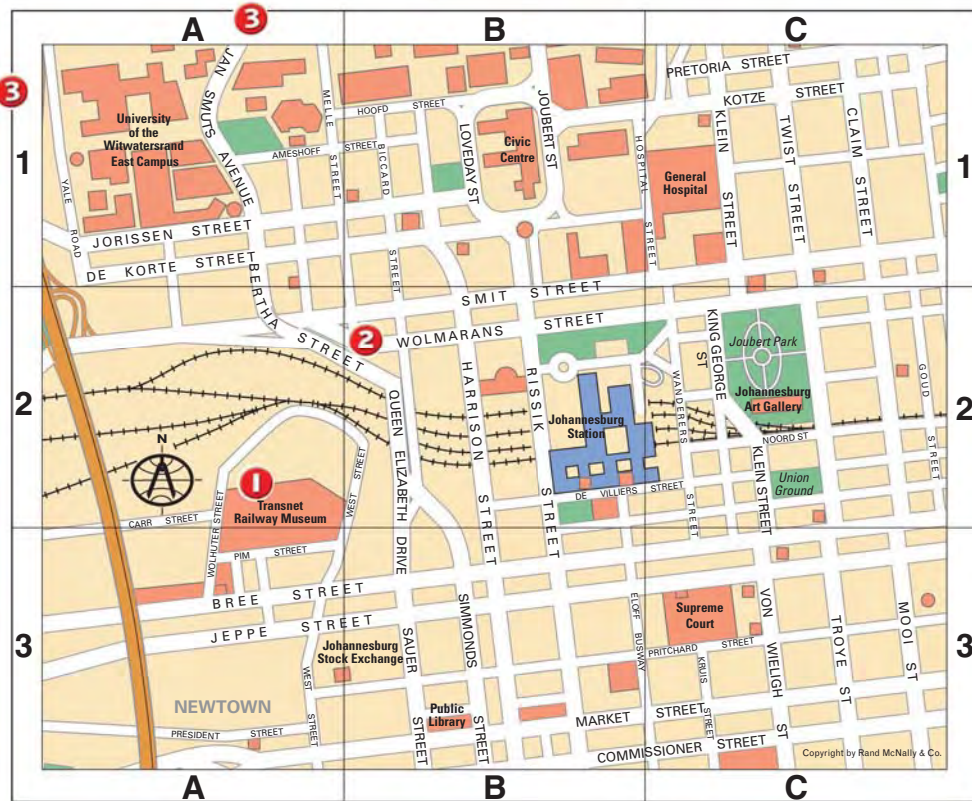 A
B
C
3
3
1
1
2
2
3
3
PRETORIA STREET
KOTZE STREET
JAN SMUTS AVENUE
MELLE STREET
HOOFD STREET
University
of the
Witwatersrand
East Campus
AMESHOFF STREET
BICCARD STREET
LOVEDAY ST
Civic
Centre
JOUBERT ST
HOSPITAL STREET
General
Hospital
KLEIN STREET
TWIST STREET
CLAIM STREET
YALE ROAD
JORISSEN STREET
DE KORTE STREET
BERTHA STREET
SMIT STREET
2
WOLMARANS STREET
KING GEORGE ST
Joubert Park
Johannesburg
Art Gallery
GOUD STREET
QUEEN ELIZABETH DRIVE
HARRISON STREET
RISSIK STREET
Johannesburg
Station
WANDERERS STREET
NOORD ST
N
1
Transnet
Railway Museum
WEST STREET
DE VILLIERS STREET
KLEIN STREET
Union
Ground
CARR STREET
WOLHUTER STREET
PIM STREET
BREE STREET
JEPPE STREET
SIMMONDS STREET
SAUER STREET
Johannesburg
Stock Exchange
WEST STREET
ELOFF BUSWAY
Supreme
Court
PRITCHARD STREET
KRUIS STREET
VON WIELIGH ST
TROYE ST
MOOI ST
NEWTOWN
Public
Library
MARKET STREET
PRESIDENT STREET
COMMISSIONER STREET
Copyright by Rand McNally & Co.
A
B
C